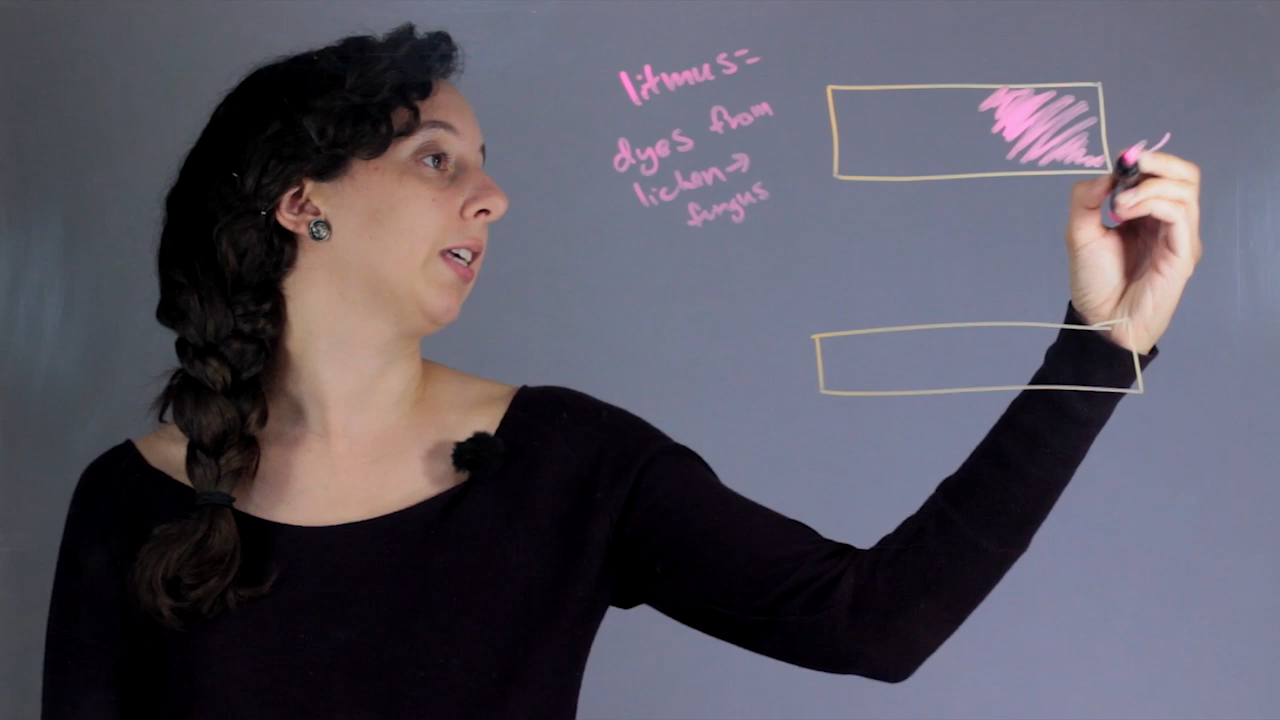 litmus=
dyes from
lichen→
fungus